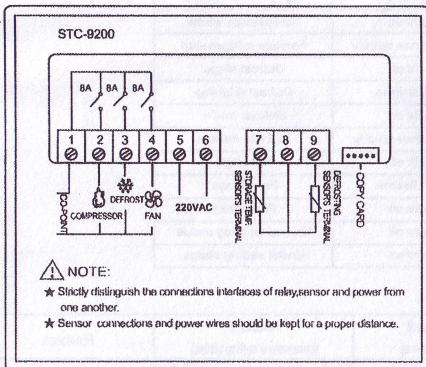 STC-9200
8A 8A 8A
1 2 3 4 5 6 7 8 9
CO-POINT
COMPRESSOR
DEFROST
FAN
220VAC
STORAGE TEMP.
SENSORS TERMINAL
DEFROSTING
SENSORS TERMINAL
COPY CARD
NOTE:
★ Strictly distinguish the connections interfaces of relay,sensor and power from
one another.
★ Sensor connections and power wires should be kept for a proper distance.